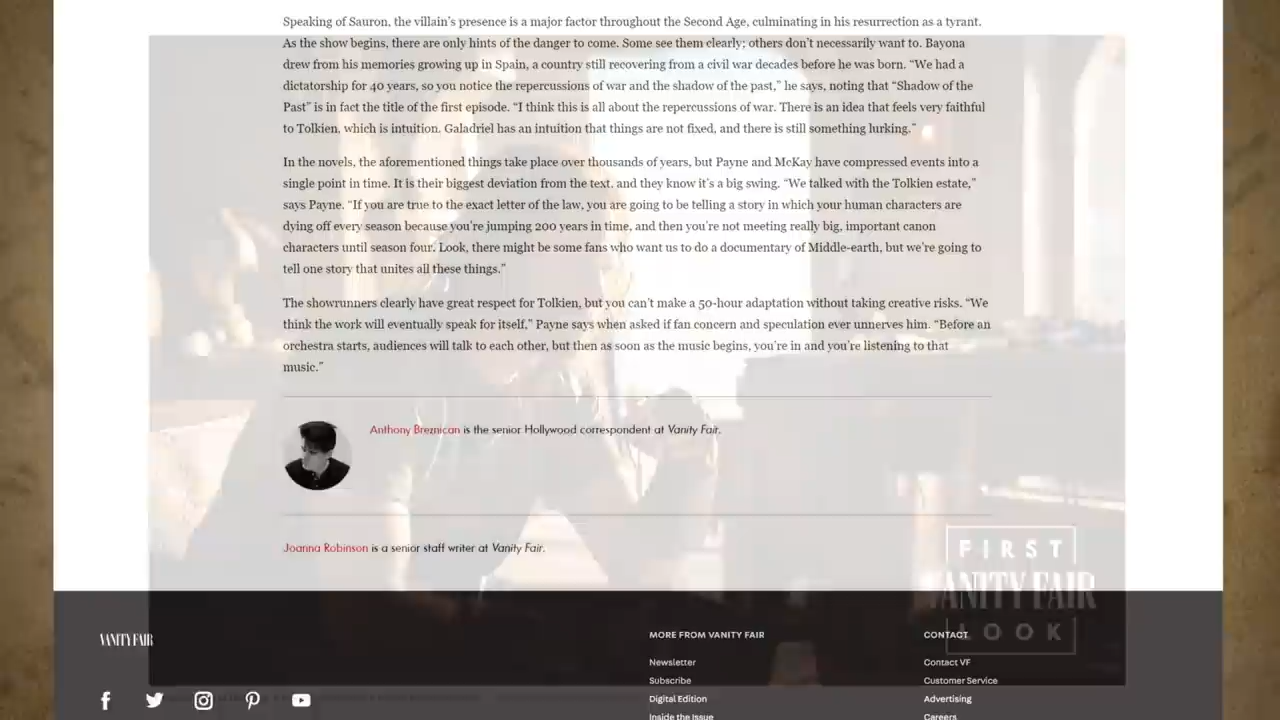 Speaking of Sauron, the villain's presence is a major factor throughout the Second Age, culminating in his resurrection as a tyrant.
As the show begins, there are only hints of the danger to come. Some see them clearly; others don't necessarily want to. Bayona
drew from his memories growing up in Spain, a country still recovering from a civil war decades before he was born. “We had a
dictatorship for 40 years, so you notice the repercussions of war and the shadow of the past,” he says, noting that “Shadow of the
Past” is in fact the title of the first episode. “I think this is all about the repercussions of war. There is an idea that feels very faithful
to Tolkien, which is intuition. Galadriel has an intuition that things are not fixed, and there is still something lurking.”
In the novels, the aforementioned things take place over thousands of years, but Payne and McKay have compressed events into a
single point in time. It is their biggest deviation from the text, and they know it's a big swing. “We talked with the Tolkien estate,”
says Payne. “If you are true to the exact letter of the law, you are going to be telling a story in which your human characters are
dying off every season because you're jumping 200 years in time, and then you're not meeting really big, important canon
characters until season four. Look, there might be some fans who want us to do a documentary of Middle-earth, but we're going to
tell one story that unites all these things.”
The showrunners clearly have great respect for Tolkien, but you can't make a 50-hour adaptation without taking creative risks. “We
think the work will eventually speak for itself,” Payne says when asked if fan concern and speculation ever unnerves him. “Before an
orchestra starts, audiences will talk to each other, but then as soon as the music begins, you're in and you're listening to that
music.”
Anthony Breznican is the senior Hollywood correspondent at Vanity Fair.
Joanna Robinson is a senior staff writer at Vanity Fair.
FIRST
VANITY FAIR
LOOK
VANITY FAIR
MORE FROM VANITY FAIR
Newsletter
Subscribe
Digital Edition
Inside the Issue
CONTACT
Contact VF
Customer Service
Advertising
Careers